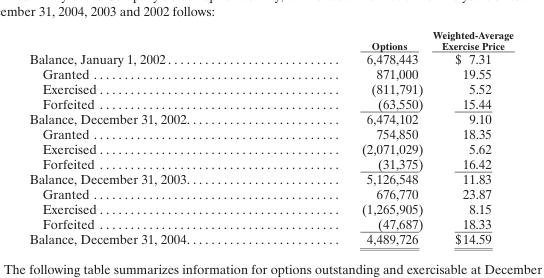 ember 31, 2004, 2003 and 2002 follows:
Weighted-Average
Options Exercise Price
Balance, January 1, 2002 6,478,443 $ 7.31
Granted 871,000 19.55
Exercised (811,791) 5.52
Forfeited (63,550) 15.44
Balance, December 31, 2002 6,474,102 9.10
Granted 754,850 18.35
Exercised (2,071,029) 5.62
Forfeited (31,375) 16.42
Balance, December 31, 2003 5,126,548 11.83
Granted 676,770 23.87
Exercised (1,265,905) 8.15
Forfeited (47,687) 18.33
Balance, December 31, 2004 4,489,726 $14.59
The following table summarizes information for options outstanding and exercisable at December